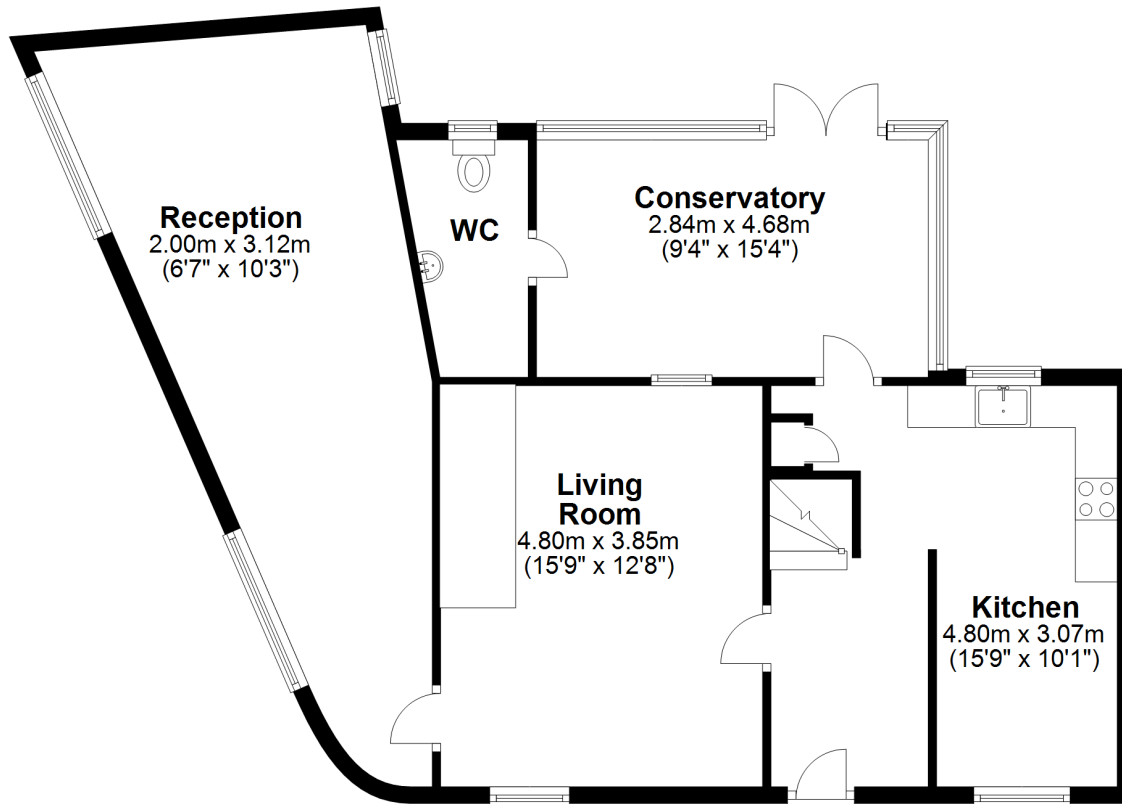 Reception
2.00m x 3.12m
(6'7" x 10'3")
WC
Conservatory
2.84m x 4.68m
(9'4" x 15'4")
Living
Room
4.80m x 3.85m
(15'9" x 12'8")
Kitchen
4.80m x 3.07m
(15'9" x 10'1")